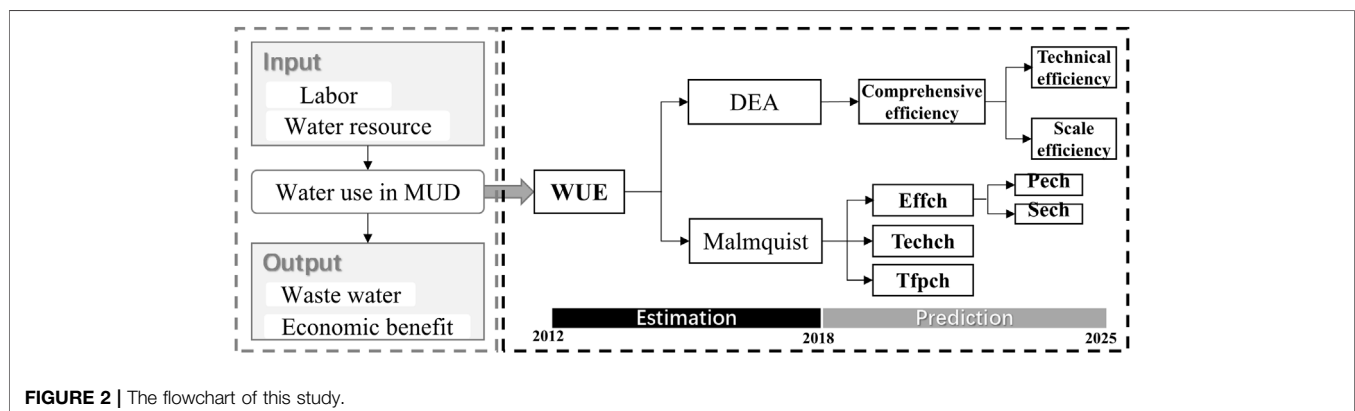 Input
Labor
Water resource
Water use in MUD
Output
Waste water
Economic benefit
WUE
DEA
Comprehensive
efficiency
Technical
efficiency
Scale
efficiency
Malmquist
Effch
Pech
Sech
Techch
Tfpch
Estimation
Prediction
2012
2018
2025
FIGURE 2 | The flowchart of this study.